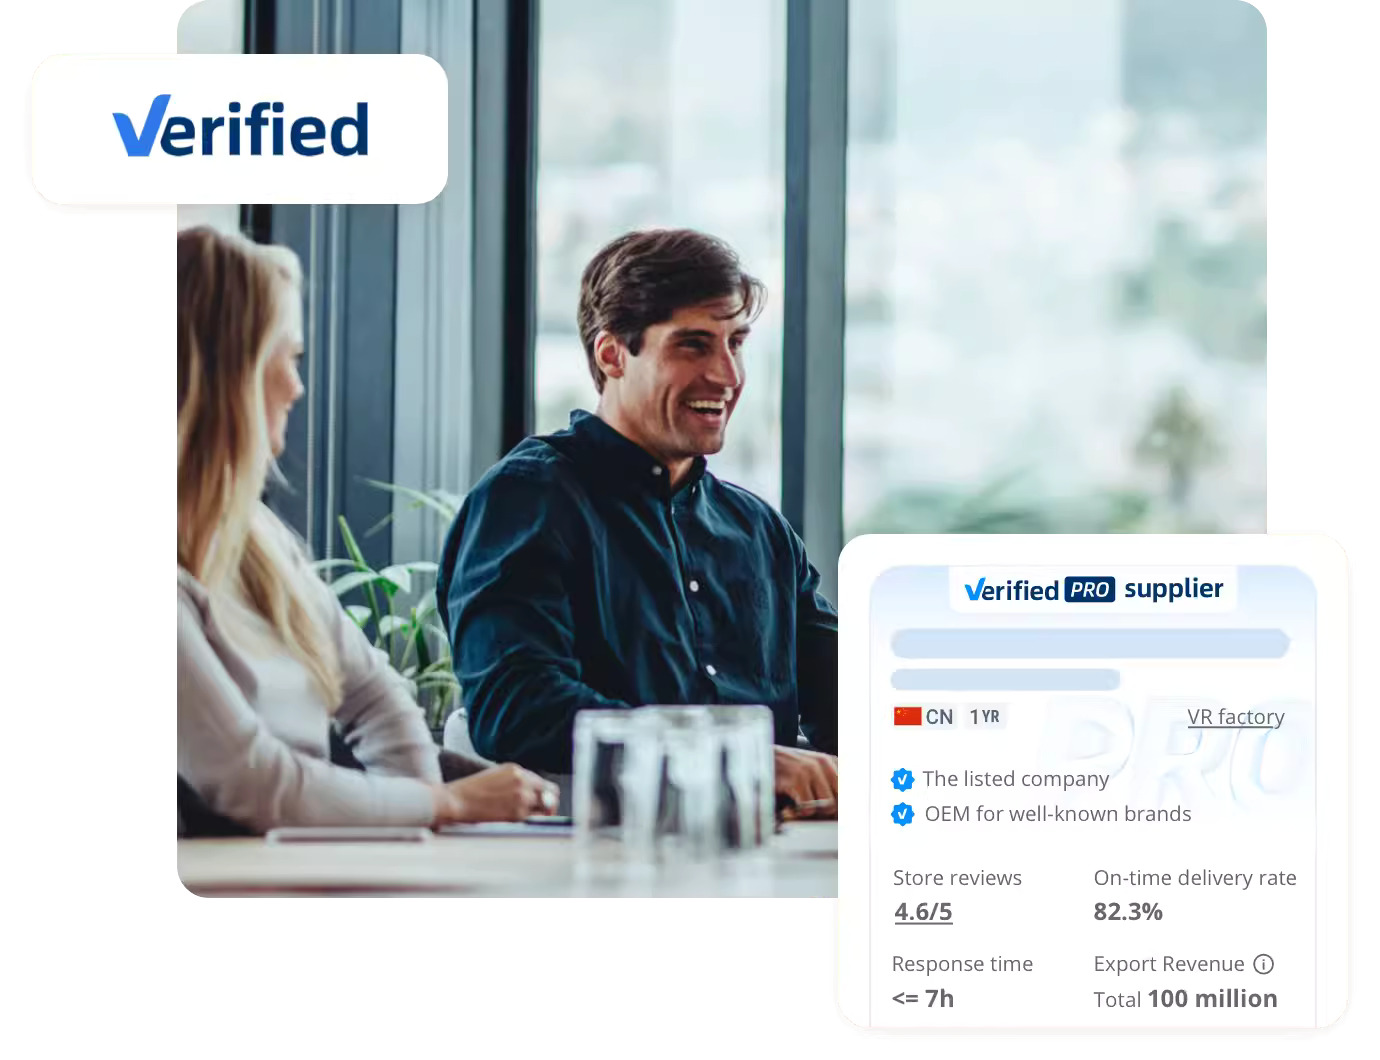 Verified
Verified PRO supplier
CN 1YR VR factory
PRO
The listed company
OEM for well-known brands
Store reviews On-time delivery rate
4.6/5 82.3%
Response time Export Revenue
<= 7h Total 100 million